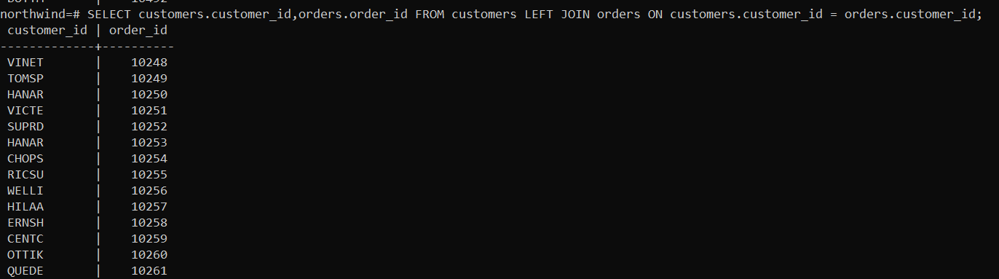 northwind=# SELECT customers.customer_id,orders.order_id FROM customers LEFT JOIN orders ON customers.customer_id = orders.customer_id;
 customer_id | order_id
-------------+----------
 VINET       |    10248
 TOMSP       |    10249
 HANAR       |    10250
 VICTE       |    10251
 SUPRD       |    10252
 HANAR       |    10253
 CHOPS       |    10254
 RICSU       |    10255
 WELLI       |    10256
 HILAA       |    10257
 ERNSH       |    10258
 CENTC       |    10259
 OTTIK       |    10260
 QUEDE       |    10261